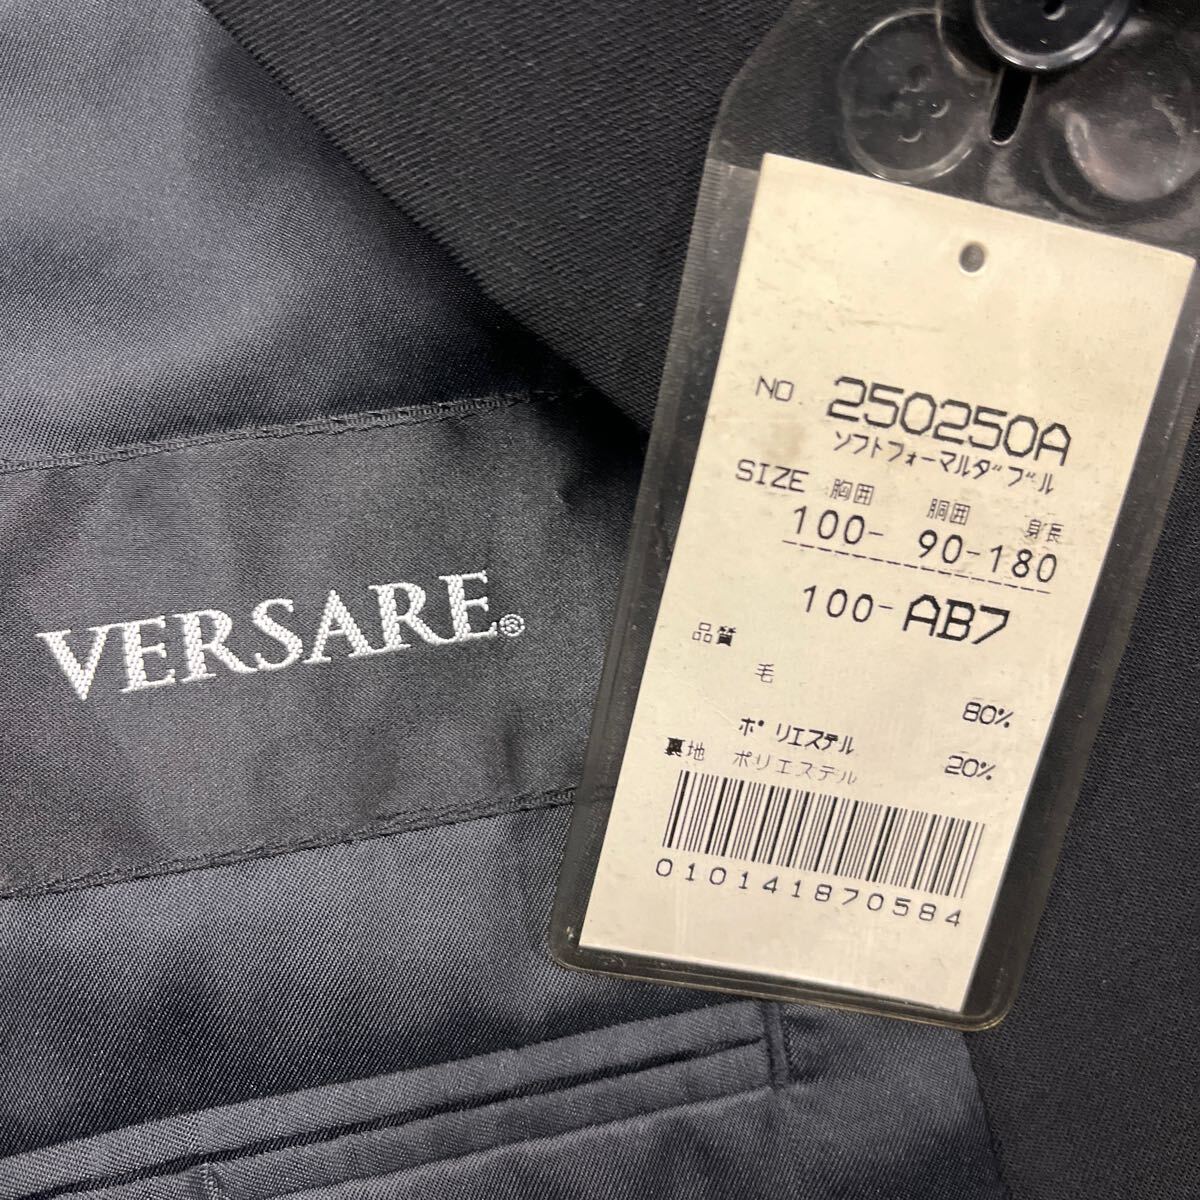 VERSARE®
NO. 250250A
ソフトフォーマルダブル
SIZE 胸囲 胴囲 身長
100- 90-180
100-AB7
品質
毛 80%
ポリエステル 20%
裏地 ポリエステル
0101418705​84